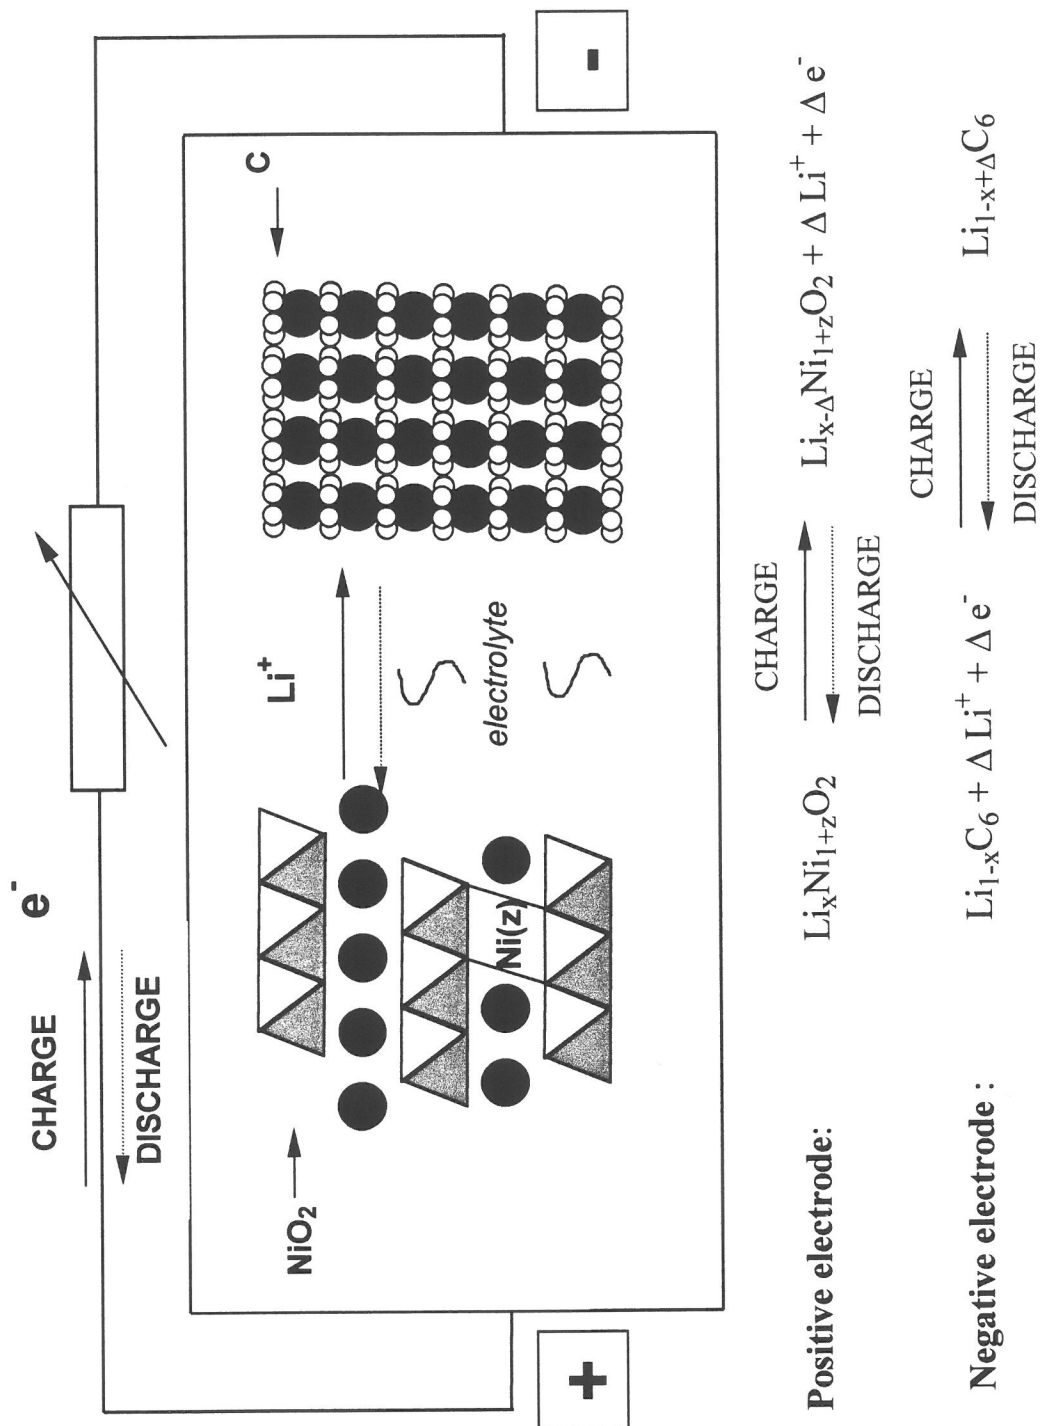 CHARGE
e⁻
DISCHARGE
NiO₂
Li⁺
C
Ni(z)
electrolyte
+
-
Positive electrode:
LiₓNi₁₊zO₂
CHARGE
DISCHARGE
Liₓ₋ΔNi₁₊zO₂ + Δ Li⁺ + Δ e⁻
Negative electrode :
Li₁₋ₓC₆ + Δ Li⁺ + Δ e⁻
CHARGE
DISCHARGE
Li₁₋ₓ₊ΔC₆